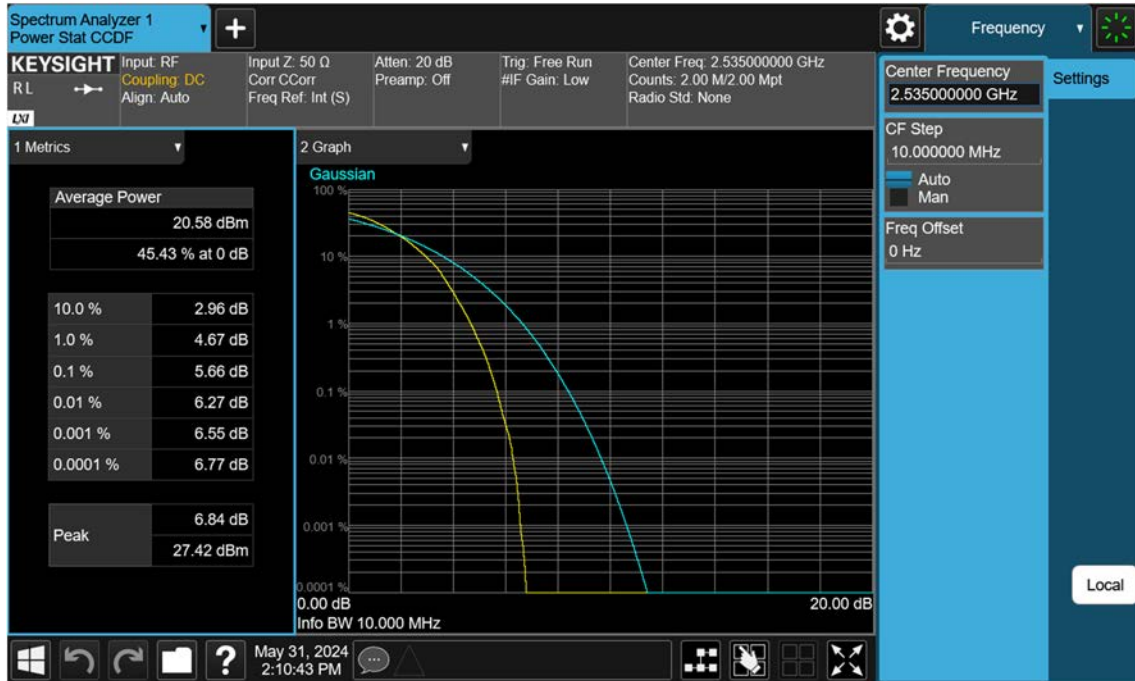 Spectrum Analyzer 1
Power Stat CCDF
Frequency
KEYSIGHT
R L
LXI
Input: RF
Coupling: DC
Align: Auto
Input Z: 50 Ω
Corr CCorr
Freq Ref: Int (S)
Atten: 20 dB
Preamp: Off
Trig: Free Run
#IF Gain: Low
Center Freq: 2.535000000 GHz
Counts: 2.00 M/2.00 Mpt
Radio Std: None
Center Frequency
2.535000000 GHz
Settings
CF Step
10.000000 MHz
Auto
Man
Freq Offset
0 Hz
Local
1 Metrics
Average Power
20.58 dBm
45.43 % at 0 dB
10.0 % 2.96 dB
1.0 % 4.67 dB
0.1 % 5.66 dB
0.01 % 6.27 dB
0.001 % 6.55 dB
0.0001 % 6.77 dB
Peak
6.84 dB
27.42 dBm
2 Graph
Gaussian
100 %
10 %
1 %
0.1 %
0.01 %
0.001 %
0.0001 %
0.00 dB 20.00 dB
Info BW 10.000 MHz
?
May 31, 2024
2:10:43 PM